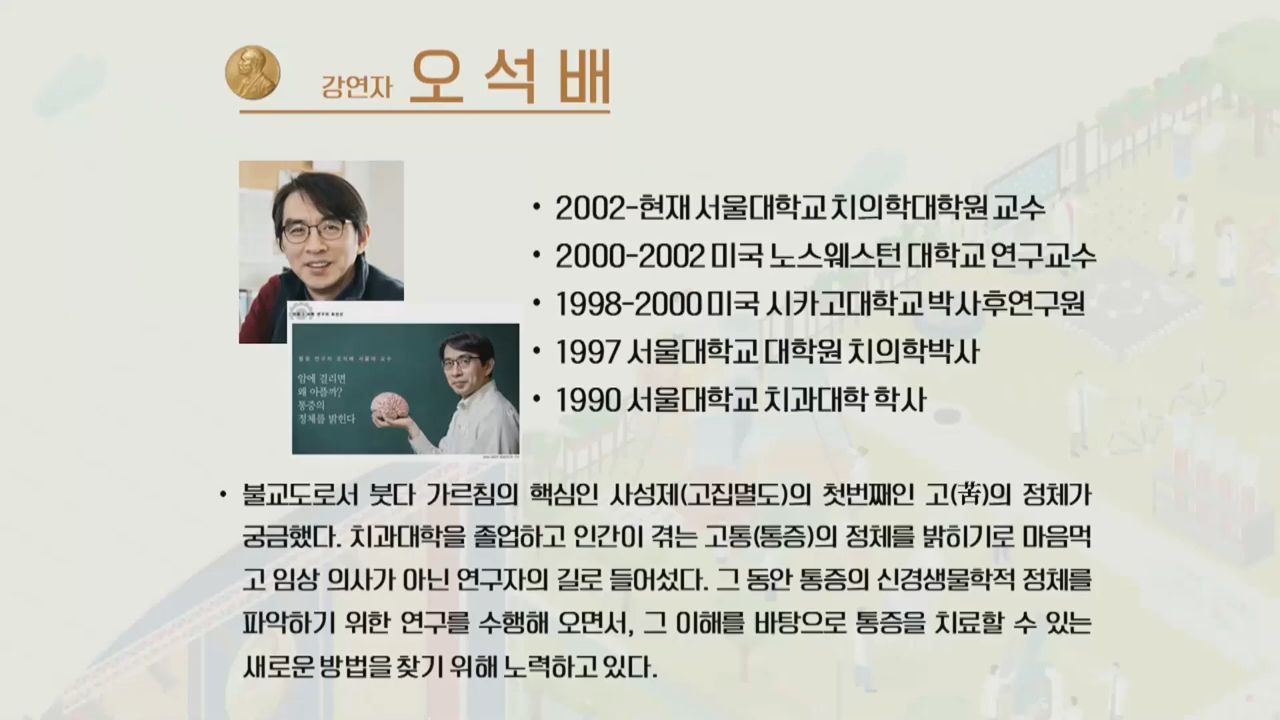 강연자 오석배
• 2002-현재 서울대학교 치의학대학원 교수
• 2000-2002 미국 노스웨스턴 대학교 연구교수
• 1998-2000 미국 시카고대학교 박사후연구원
• 1997 서울대학교 대학원 치의학박사
• 1990 서울대학교 치과대학 학사
암에 걸리면
왜 아플까?
통증의
정체를 밝힌다
• 불교도로서 붓다 가르침의 핵심인 사성제(고집멸도)의 첫번째인 고(苦)의 정체가
궁금했다. 치과대학을 졸업하고 인간이 겪는 고통(통증)의 정체를 밝히기로 마음먹
고 임상 의사가 아닌 연구자의 길로 들어섰다. 그 동안 통증의 신경생물학적 정체를
파악하기 위한 연구를 수행해 오면서, 그 이해를 바탕으로 통증을 치료할 수 있는
새로운 방법을 찾기 위해 노력하고 있다.